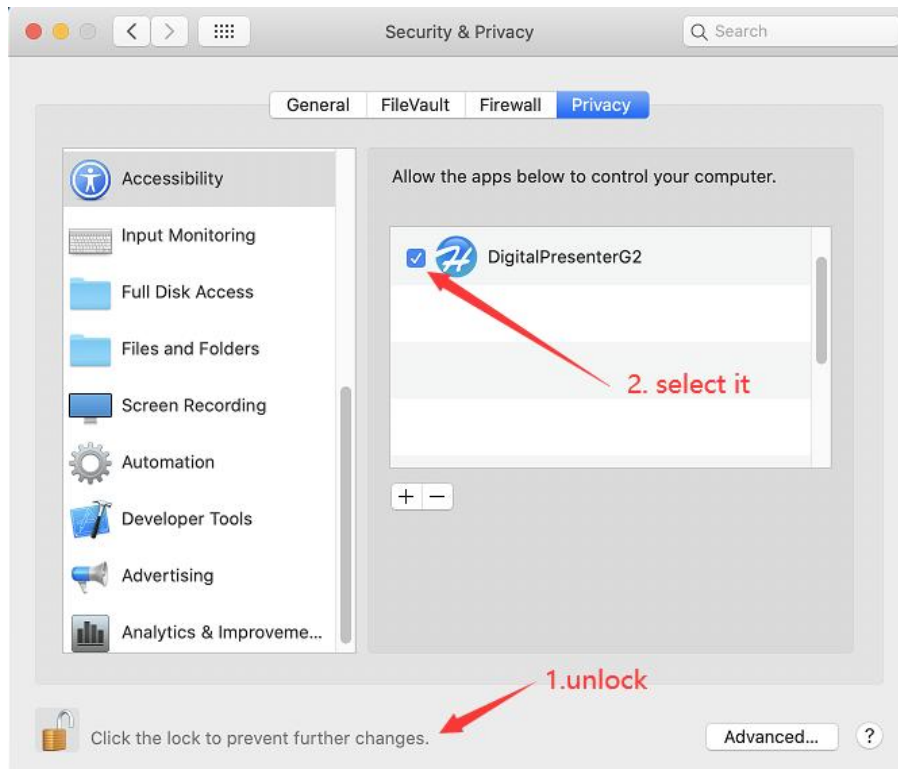 Security & Privacy
Search
General FileVault Firewall Privacy
Accessibility
Input Monitoring
Full Disk Access
Files and Folders
Screen Recording
Automation
Developer Tools
Advertising
Analytics & Improveme...
Allow the apps below to control your computer.
DigitalPresenterG2
2. select it
1.unlock
Click the lock to prevent further changes.
Advanced...
?